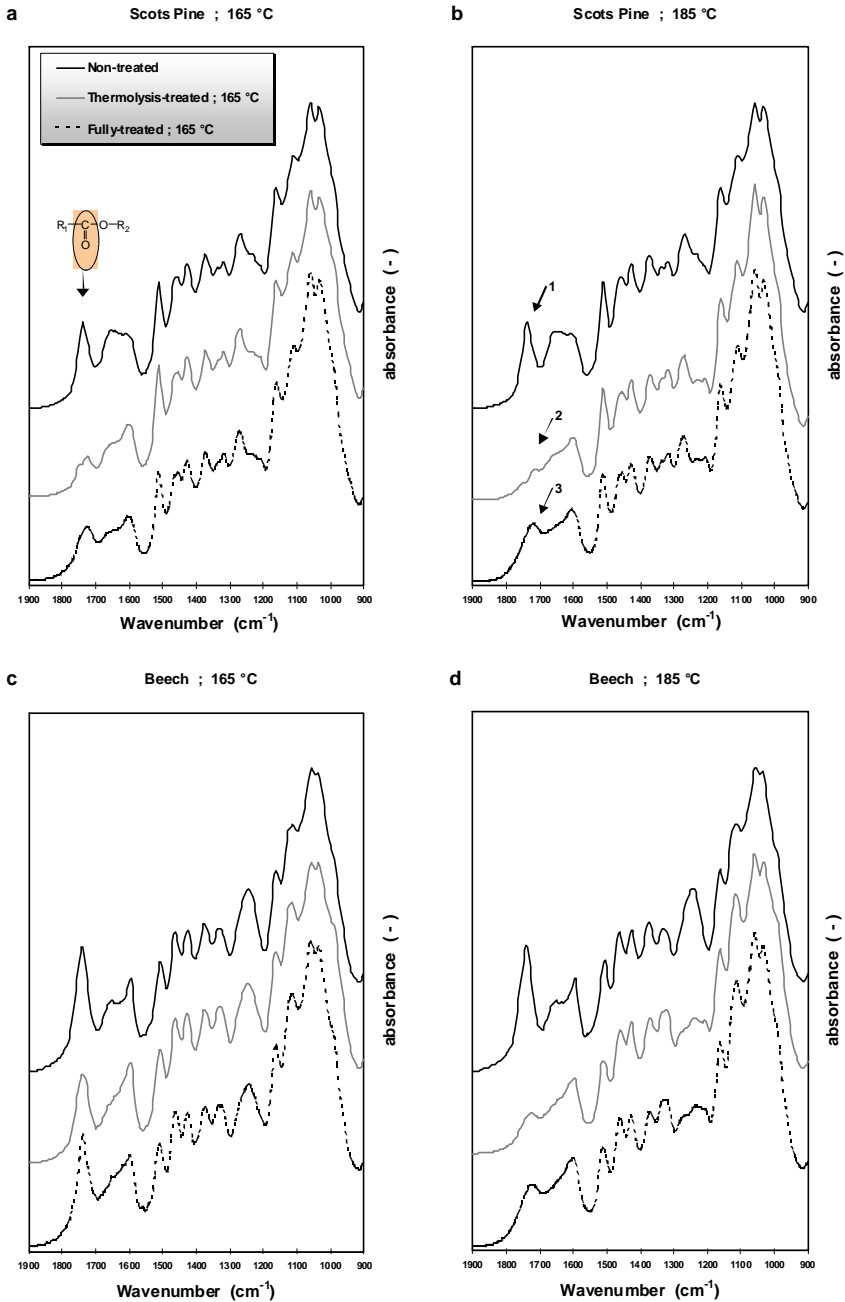 a
Scots Pine ; 165 °C
Non-treated
Thermolysis-treated ; 165 °C
Fully-treated ; 165 °C
R1—C—O—R2
O
absorbance (-)
1900 1800 1700 1600 1500 1400 1300 1200 1100 1000 900
Wavenumber (cm-1)
b
Scots Pine ; 185 °C
1
2
3
absorbance (-)
1900 1800 1700 1600 1500 1400 1300 1200 1100 1000 900
Wavenumber (cm-1)
c
Beech ; 165 °C
absorbance (-)
1900 1800 1700 1600 1500 1400 1300 1200 1100 1000 900
Wavenumber (cm-1)
d
Beech ; 185 °C
absorbance (-)
1900 1800 1700 1600 1500 1400 1300 1200 1100 1000 900
Wavenumber (cm-1)